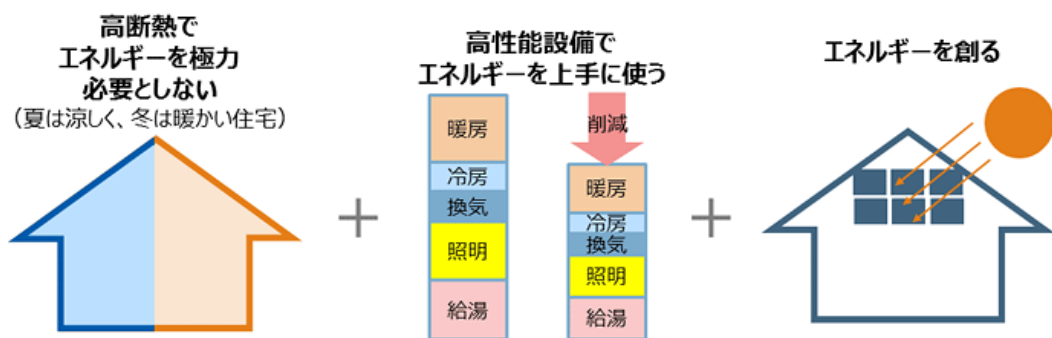 高断熱で
エネルギーを極力
必要としない
（夏は涼しく、冬は暖かい住宅）
高性能設備で
エネルギーを上手に使う
暖房
冷房
換気
照明
給湯
削減
暖房
冷房
換気
照明
給湯
エネルギーを創る